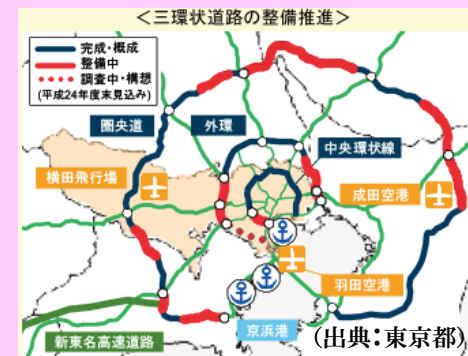 ＜三環状道路の整備推進＞
完成・概成
整備中
調査中・構想
(平成24年度末見込み)
圏央道
外環
中央環状線
横田飛行場
成田空港
羽田空港
京浜港
新東名高速道路
（出典：東京都）